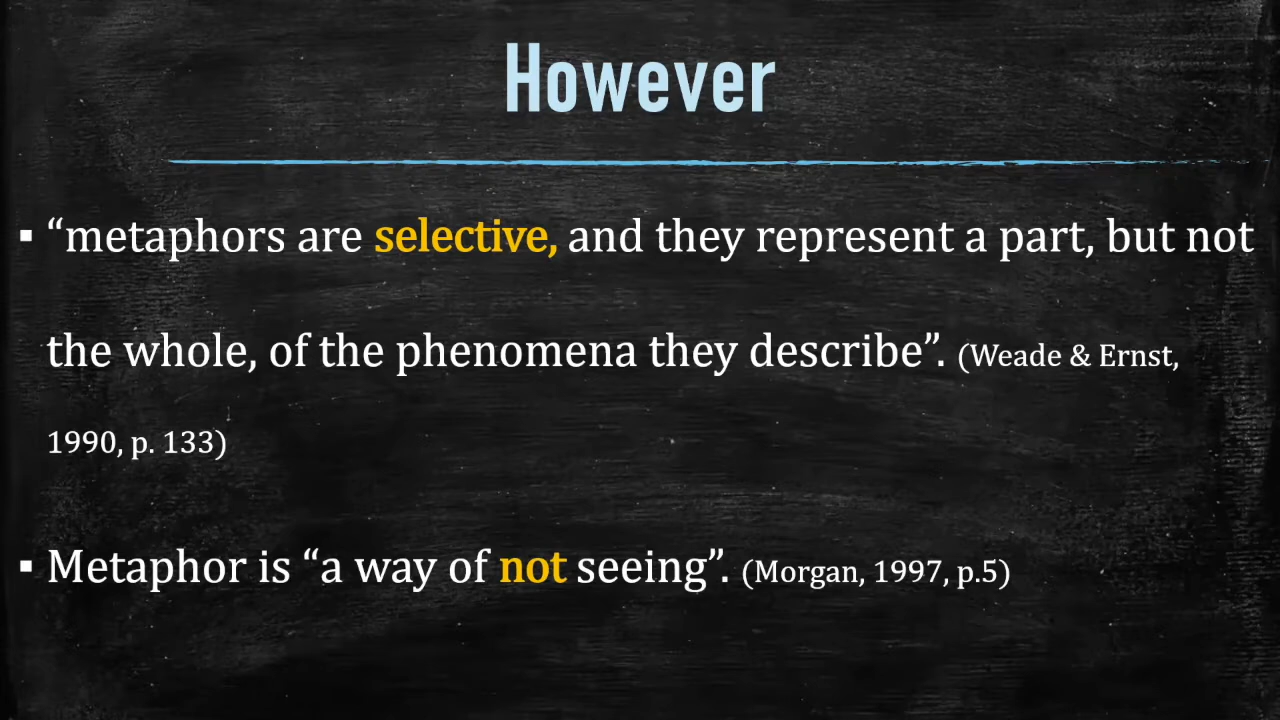 However
▪ “metaphors are selective, and they represent a part, but not
the whole, of the phenomena they describe”. (Weade & Ernst,
1990, p. 133)
▪ Metaphor is “a way of not seeing”. (Morgan, 1997, p.5)